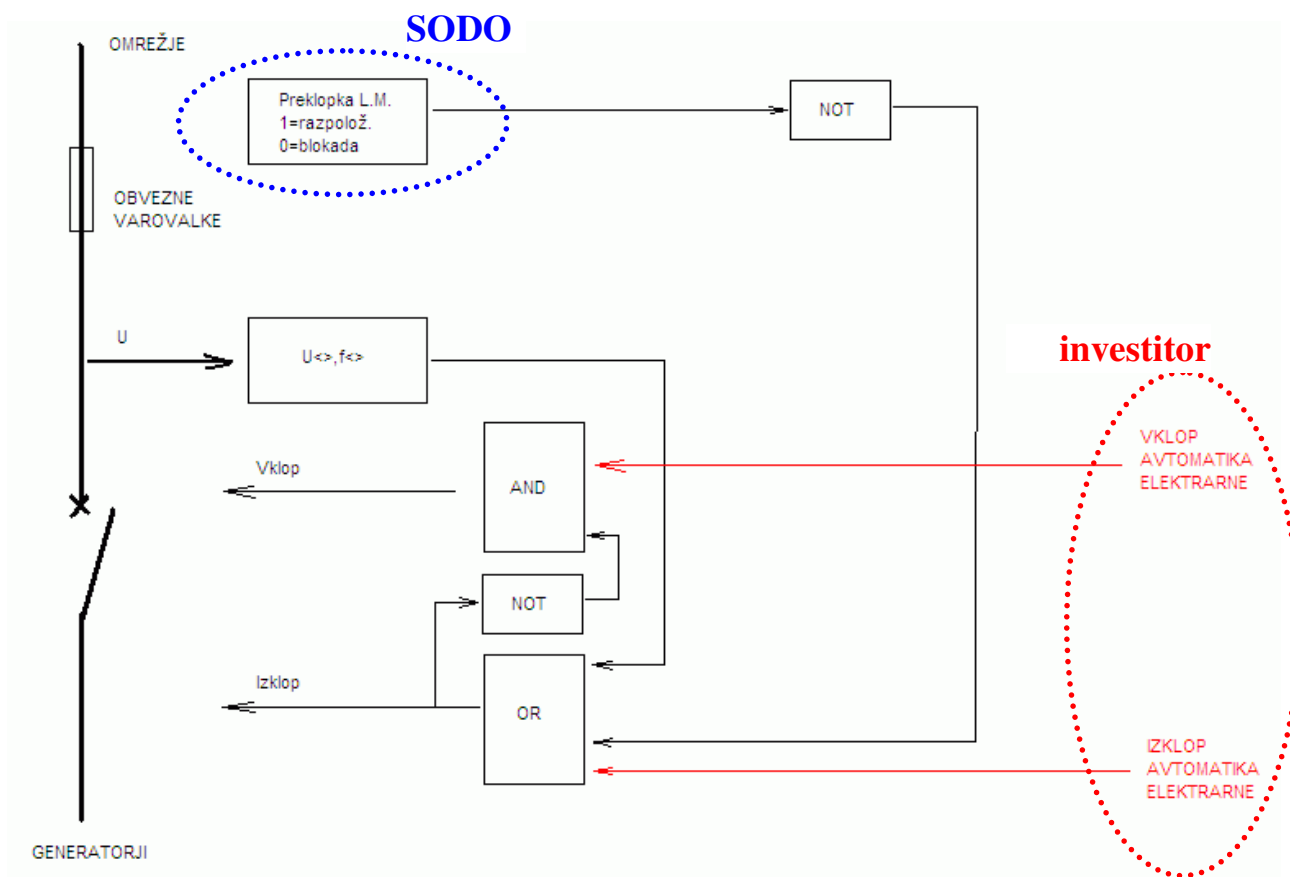 SODO
OMREŽJE
Preklopka L.M.
1=razpolož.
0=blokada
NOT
OBVEZNE
VAROVALKE
U
U<>,f<>
investitor
VKLOP
AVTOMATIKA
ELEKTRARNE
Vklop
AND
NOT
Izklop
OR
IZKLOP
AVTOMATIKA
ELEKTRARNE
GENERATORJI